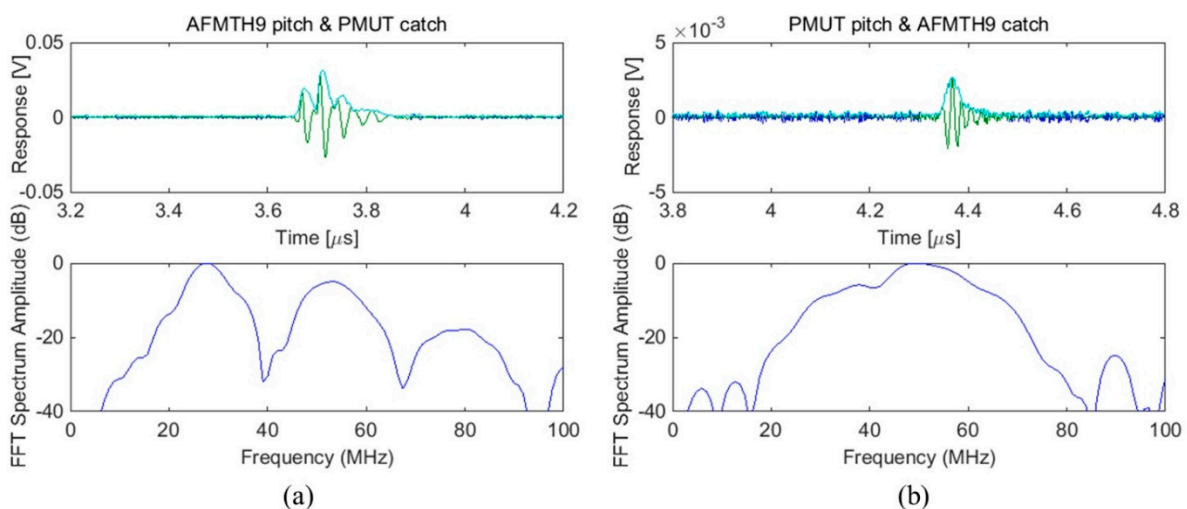 AFMTH9 pitch & PMUT catch
Response [V]
0.05
0
-0.05
3.2 3.4 3.6 3.8 4 4.2
Time [μs]
FFT Spectrum Amplitude (dB)
0
-20
-40
0 20 40 60 80 100
Frequency (MHz)
(a)
PMUT pitch & AFMTH9 catch
×10-3
Response [V]
5
0
-5
3.8 4 4.2 4.4 4.6 4.8
Time [μs]
FFT Spectrum Amplitude (dB)
0
-20
-40
0 20 40 60 80 100
Frequency (MHz)
(b)